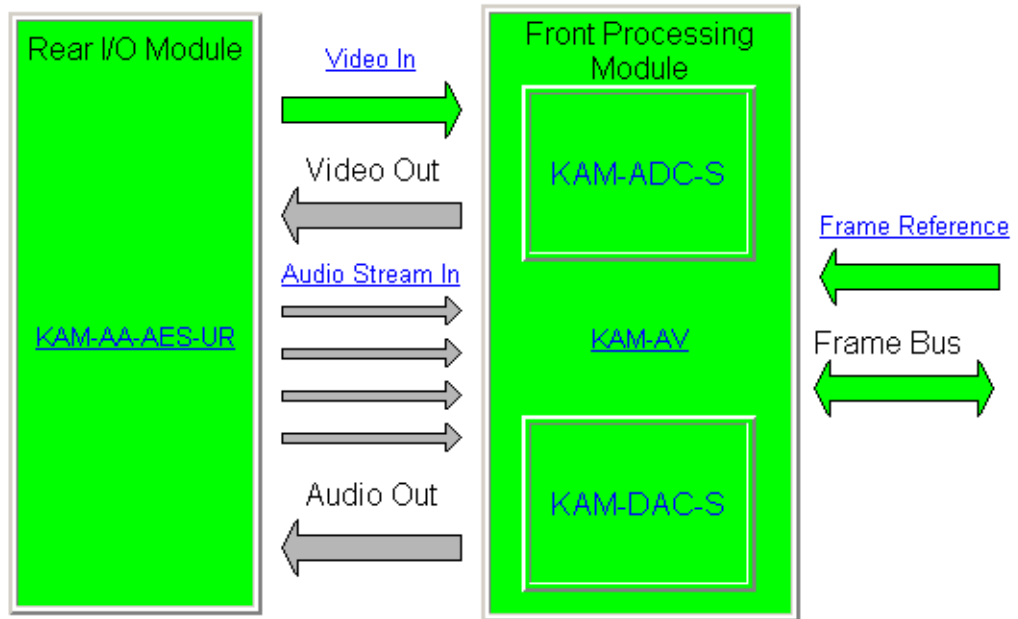 Rear I/O Module
KAM-AA-AES-UR
Video In
Video Out
Audio Stream In
Audio Out
Front Processing
Module
KAM-ADC-S
KAM-AV
KAM-DAC-S
Frame Reference
Frame Bus